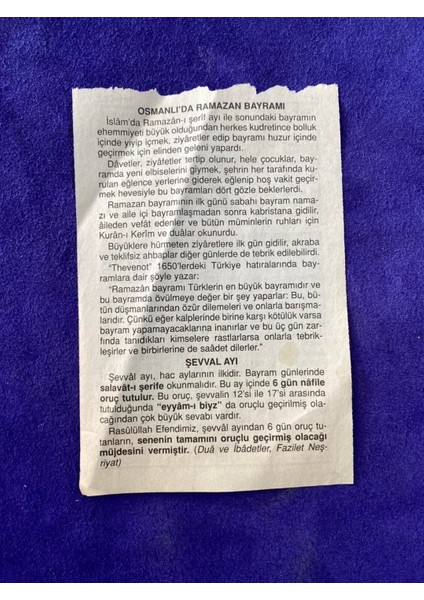 OSMANLI'DA RAMAZAN BAYRAMI
İslâm'da Ramazân-ı şerif ayı ile sonundaki bayramın
ehemmiyeti büyük olduğundan herkes kudretince bolluk
içinde yiyip içmek, ziyâretler edip bayramı huzur içinde
geçirmek için elinden geleni yapardı.
Dâvetler, ziyâfetler tertip olunur, hele çocuklar, bay-
ramda yeni elbiselerini giymek, şehrin her tarafında ku-
rulan eğlence yerlerine giderek eğlenip hoş vakit geçir-
mek hevesiyle bu bayramları dört gözle beklerlerdi.
Ramazan bayramının ilk günü sabahı bayram nama-
zı ve aile içi bayramlaşmadan sonra kabristana gidilir,
âileden vefât edenler ve bütün müminlerin ruhları için
Kurân-ı Kerîm ve duâlar okunurdu.
Büyüklere hürmeten ziyâretlere ilk gün gidilir, akraba
ve teklifsiz ahbaplar diğer günlerde de tebrik edilebilirdi.
"Thevenot" 1650'lerdeki Türkiye hatıralarında bay-
ramlara dair şöyle yazar:
"Ramazân bayramı Türklerin en büyük bayramıdır ve
bu bayramda övülmeye değer bir şey yaparlar: Bu, bü-
tün düşmanlarından özür dilemeleri ve onlarla barışma-
larıdır. Çünkü eğer kalplerinde birine karşı kötülük varsa
bayram yapamayacaklarına inanırlar ve bu üç gün zar-
fında tanıdıkları kimselere rastlarlarsa onlarla tebrik-
leşirler ve birbirlerine de saâdet dilerler."
ŞEVVAL AYI
Şevvâl ayı, hac aylarının ilkidir. Bayram günlerinde
salavât-ı şerîfe okunmalıdır. Bu ay içinde 6 gün nâfile
oruç tutulur. Bu oruç, şevvalin 12'si ile 17'si arasında
tutulduğunda "eyyâm-ı biyz" da oruçlu geçirilmiş ola-
cağından çok büyük sevabı vardır.
Rasûlüllah Efendimiz, şevvâl ayından 6 gün oruç tu-
tanların, senenin tamamını oruçlu geçirmiş olacağı
müjdesini vermiştir. (Duâ ve İbâdetler, Fazilet Neş-
riyat)